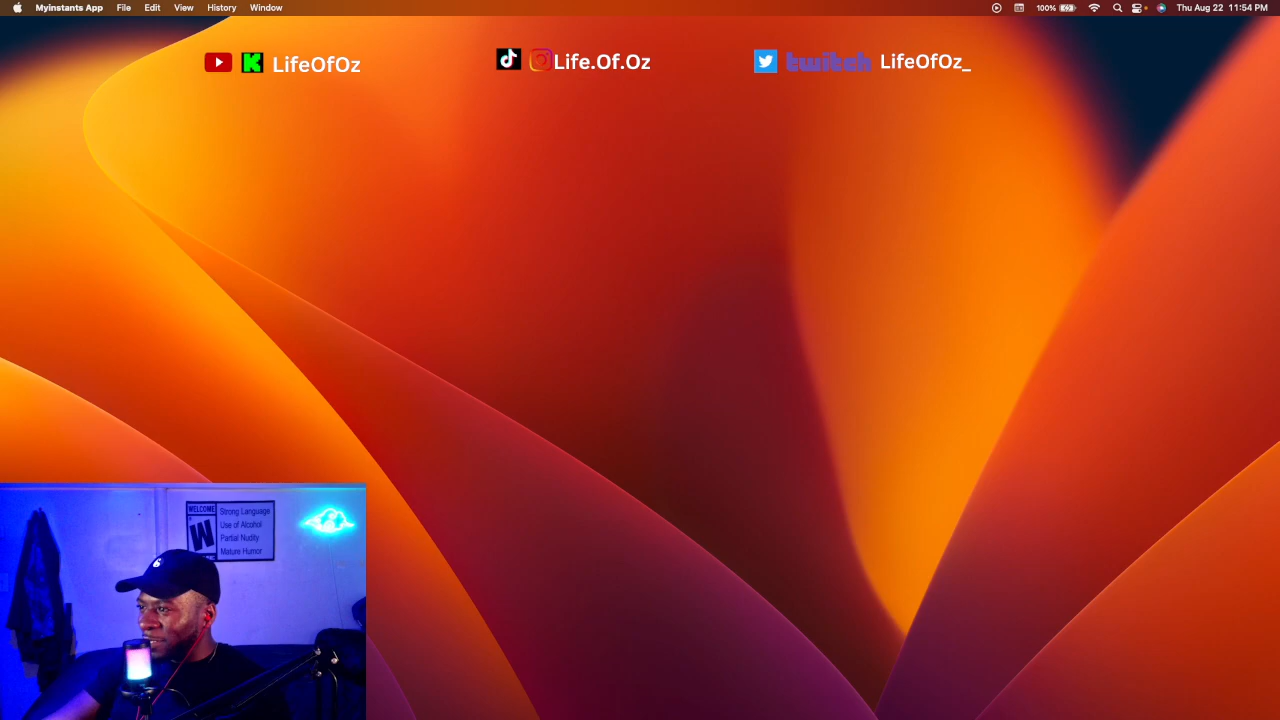 Myinstants App File Edit View History Window 100% Thu Aug 22 11:54 PM
LifeOfOz Life.Of.Oz twitch LifeOfOz_
WELCOME
W
Strong Language
Use of Alcohol
Partial Nudity
Mature Humor